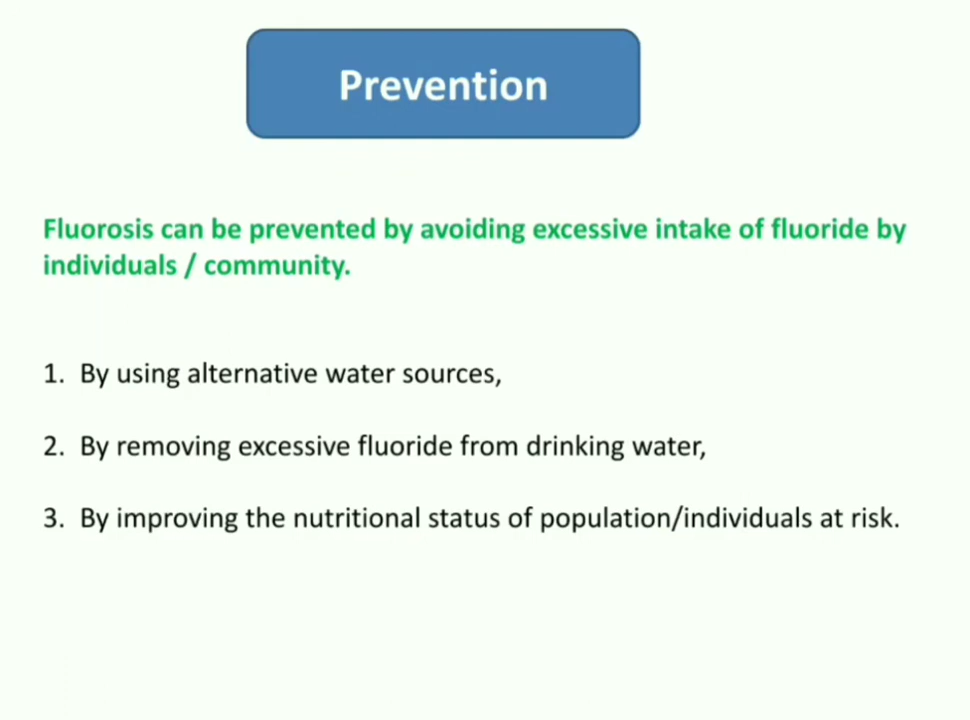 Prevention
Fluorosis can be prevented by avoiding excessive intake of fluoride by
individuals / community.
1. By using alternative water sources,
2. By removing excessive fluoride from drinking water,
3. By improving the nutritional status of population/individuals at risk.